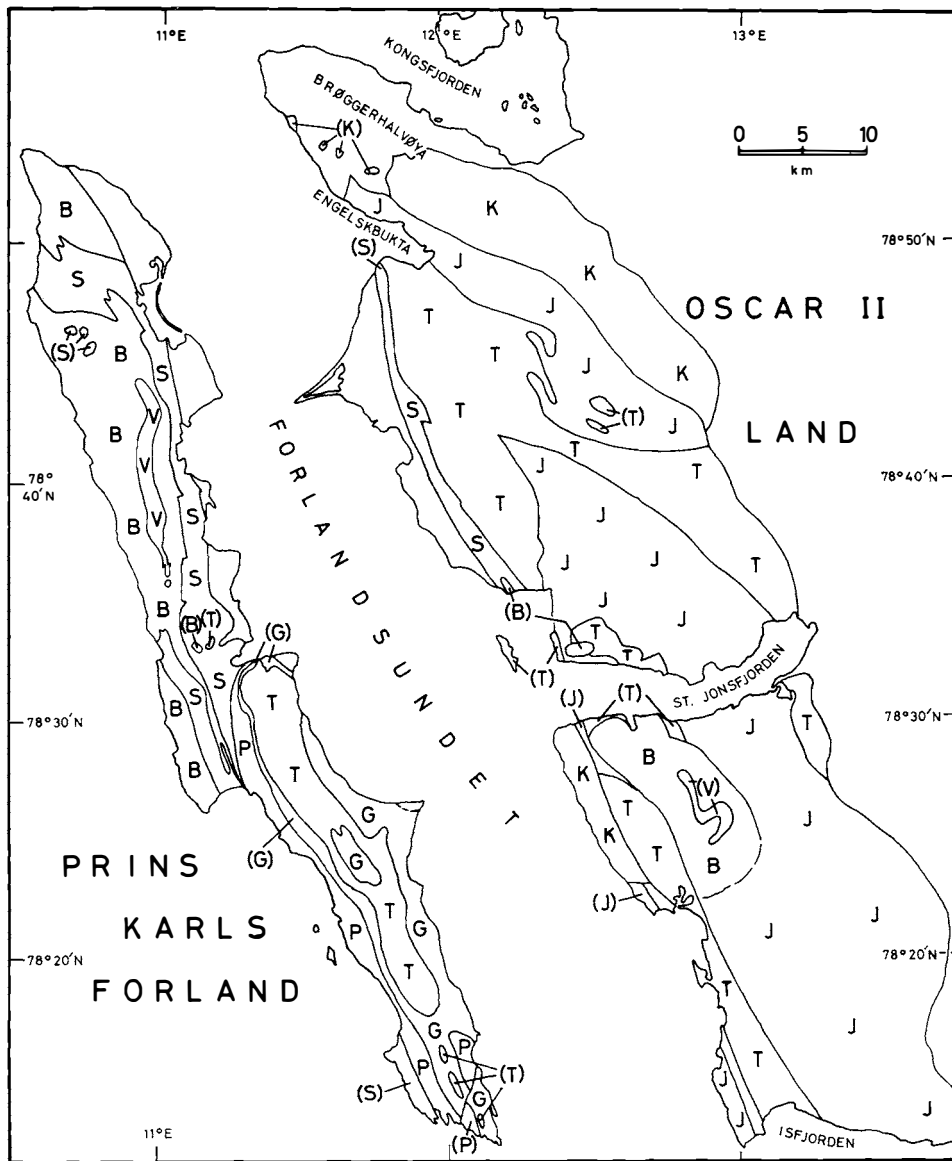 11°E
12°E
13°E
KONGSFJORDEN
BRØGGERHALVØYA
0 5 10
km
(K)
B
J
K
ENGELSKBUKTA
78°50'N
(S)
S
J
K
T
J
OSCAR II
(S)
B
S
T
J
K
V
S
T
(T)
J
LAND
B
V
FORLANDSUNDET
J
T
T
78°
40'N
78°40'N
V
S
T
J
B
S
J
J
T
S
J
B
(B)
(T)
(B)
J
J
(G)
T
T
S
S
T
(T)
ST. JONSFJORDEN
78°30'N
B
P
(J)
(T)
J
T
78°30'N
B
T
K
B
(V)
G
T
J
(G)
G
K
T
B
PRINS
KARLS
FORLAND
P
T
G
(J)
J
J
78°20'N
T
T
78°20'N
G
P
J
P
(T)
T
(S)
G
J
J
J
(P)
11°E
ISFJORDEN